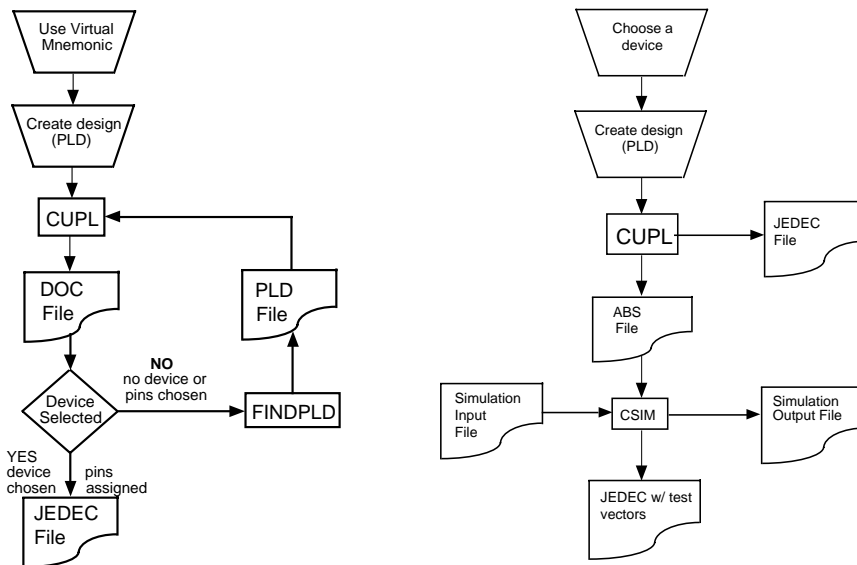 Use Virtual
Mnemonic
Create design
(PLD)
CUPL
DOC
File
PLD
File
NO
no device or
pins chosen
Device
Selected
FINDPLD
YES
device
chosen
pins
assigned
JEDEC
File
Choose a
device
Create design
(PLD)
CUPL
JEDEC
File
ABS
File
Simulation
Input
File
CSIM
Simulation
Output File
JEDEC w/ test
vectors